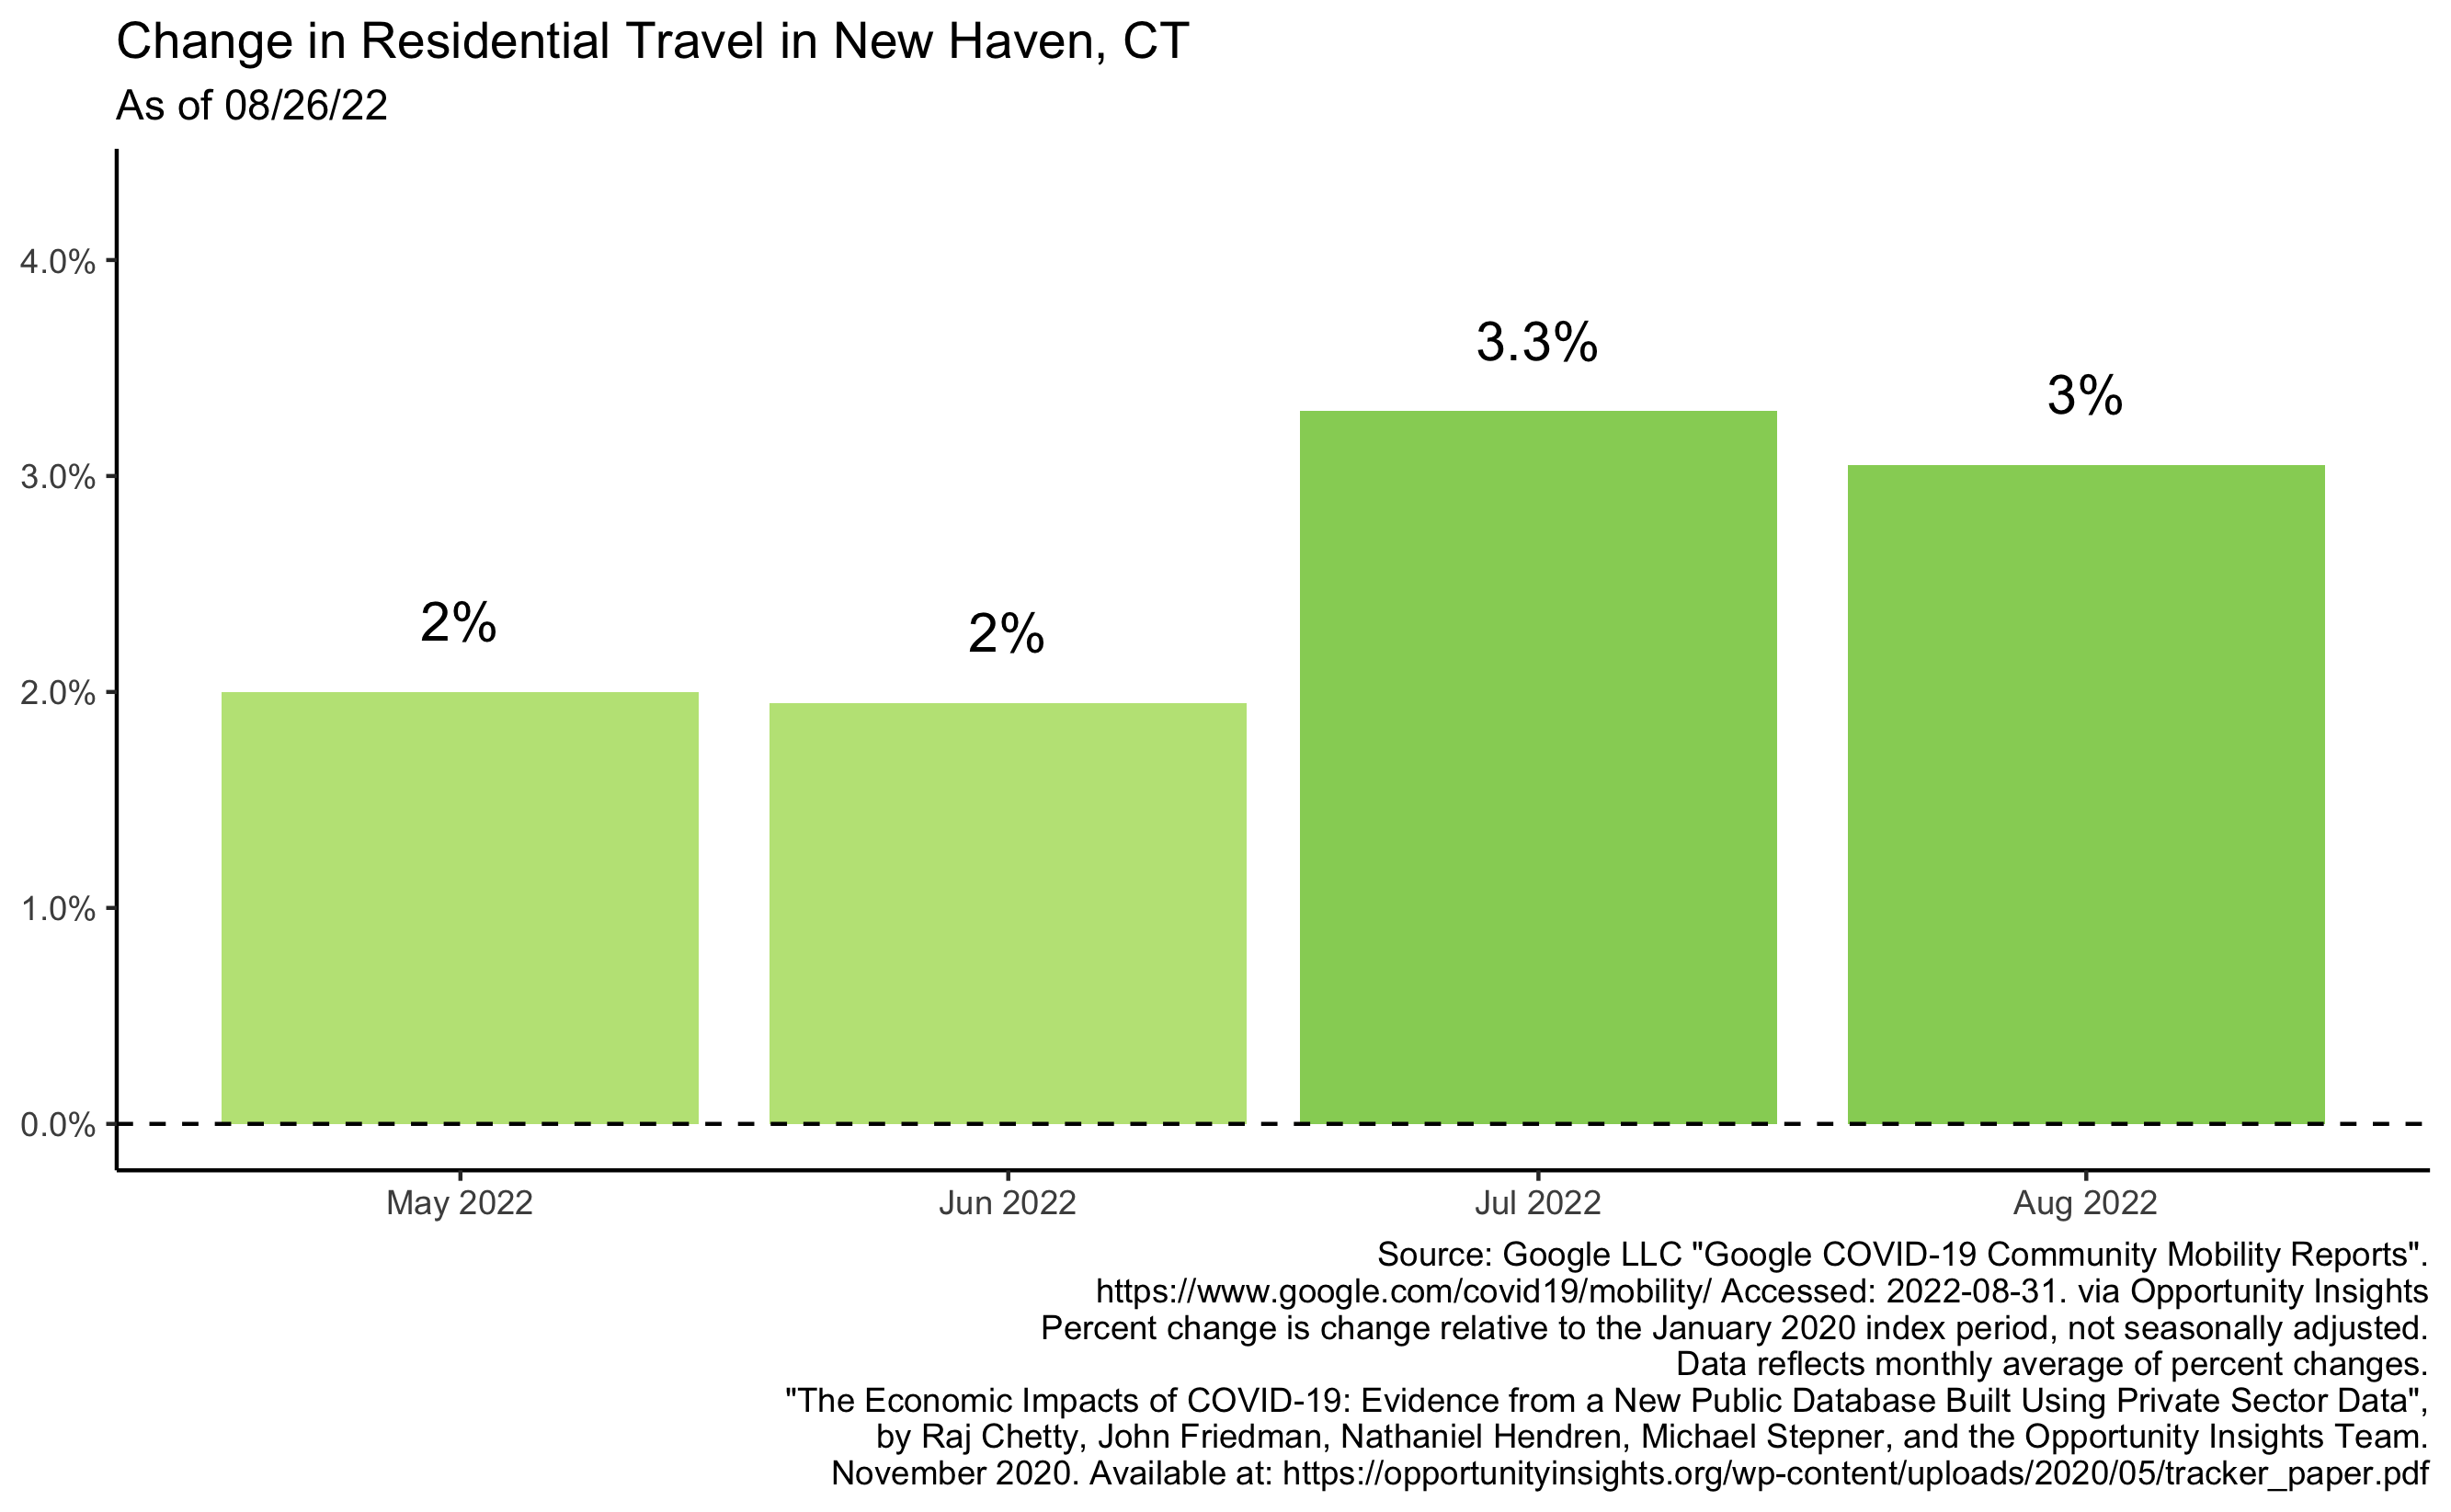 Change in Residential Travel in New Haven, CT
As of 08/26/22
4.0%
3.0%
2.0%
1.0%
0.0%
2%
2%
3.3%
3%
May 2022
Jun 2022
Jul 2022
Aug 2022
Source: Google LLC "Google COVID-19 Community Mobility Reports".
https://www.google.com/covid19/mobility/ Accessed: 2022-08-31. via Opportunity Insights
Percent change is change relative to the January 2020 index period, not seasonally adjusted.
Data reflects monthly average of percent changes.
"The Economic Impacts of COVID-19: Evidence from a New Public Database Built Using Private Sector Data",
by Raj Chetty, John Friedman, Nathaniel Hendren, Michael Stepner, and the Opportunity Insights Team.
November 2020. Available at: https://opportunityinsights.org/wp-content/uploads/2020/05/tracker_paper.pdf